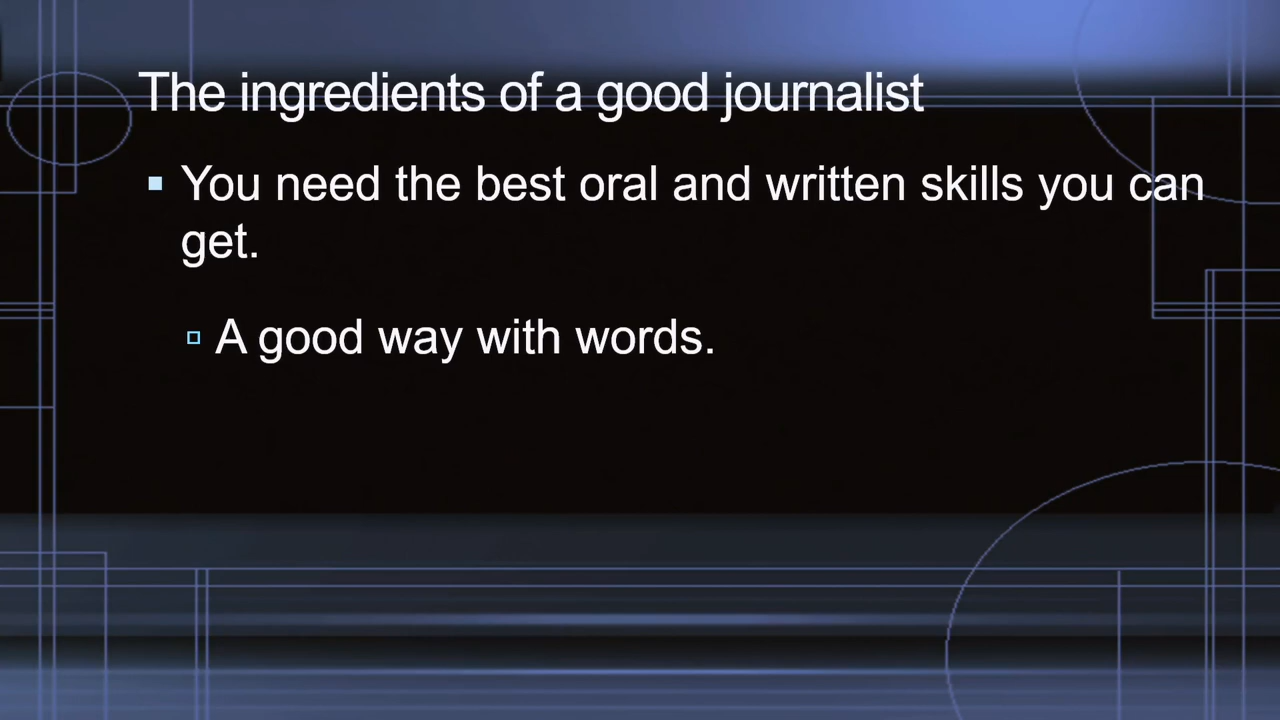 The ingredients of a good journalist
You need the best oral and written skills you can
get.
A good way with words.